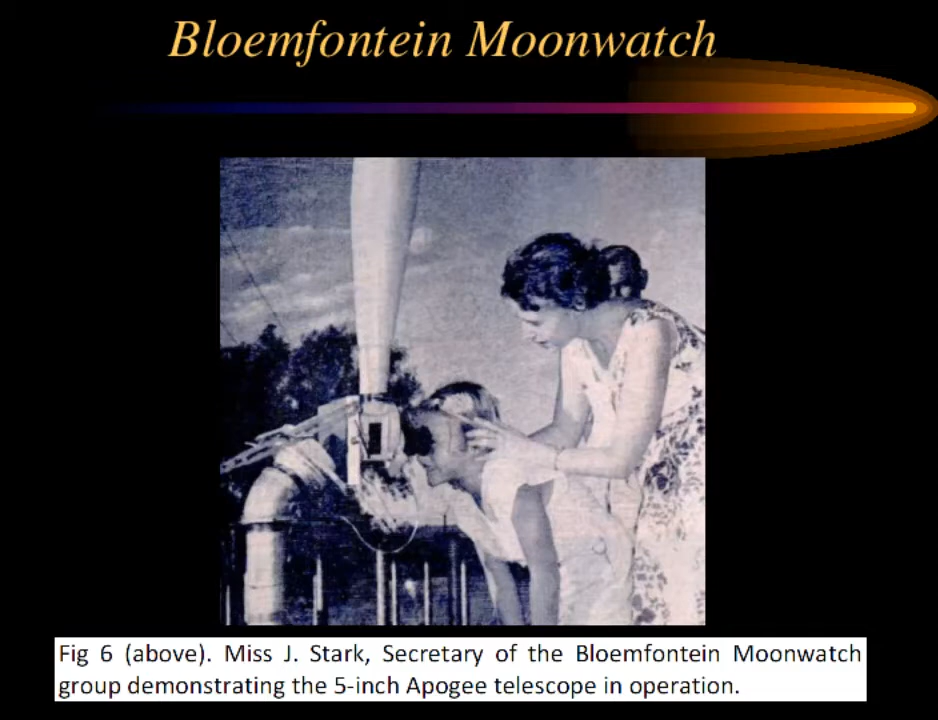 Bloemfontein Moonwatch
Fig 6 (above). Miss J. Stark, Secretary of the Bloemfontein Moonwatch
group demonstrating the 5-inch Apogee telescope in operation.